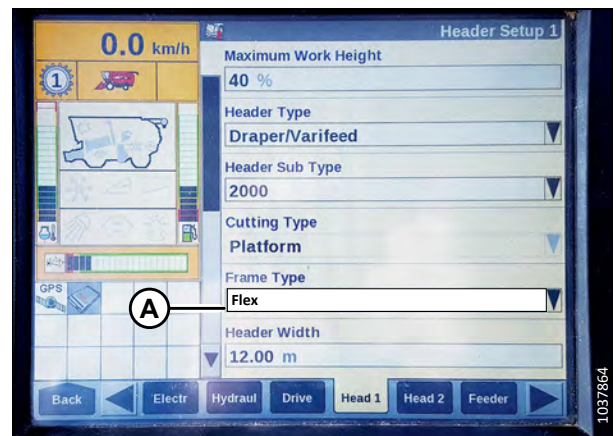 Header Setup 1
0.0 km/h
1
Maximum Work Height
40 %
Header Type
Draper/Varifeed
Header Sub Type
2000
Cutting Type
Platform
Frame Type
Flex
A
Header Width
12.00 m
GPS
Back
Electr
Hydraul
Drive
Head 1
Head 2
Feeder
1037864